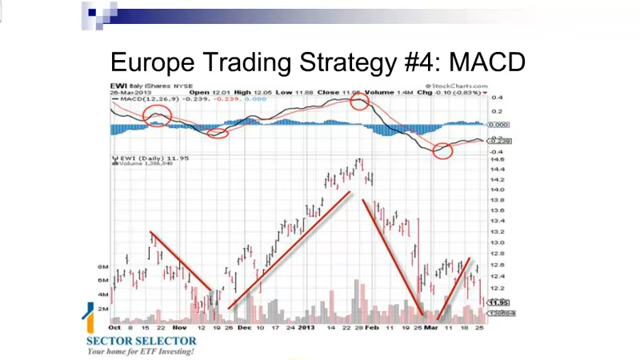 Europe Trading Strategy #4: MACD
EWI Italy iShares NYSE
© StockCharts.com
26-Mar-2013
Open 12.01 High 12.05 Low 11.88 Close 11.95 Volume 1.4M Chg -0.10 (-0.83%)
MACD(12,26,9) -0.239, -0.239, 0.000
0.4
0.2
0.000
-0.239
-0.4
EWI (Daily) 11.95
14.6
14.4
14.2
14.0
13.8
13.6
13.4
13.2
13.0
12.8
12.6
12.4
12.2
11.95
8M
6M
4M
2M
Oct 8 15 22 Nov 12 19 26 Dec 10 17 24 2013 14 22 28 Feb 11 19 25 Mar 11 18 25
SECTOR SELECTOR
Your home for ETF Investing!